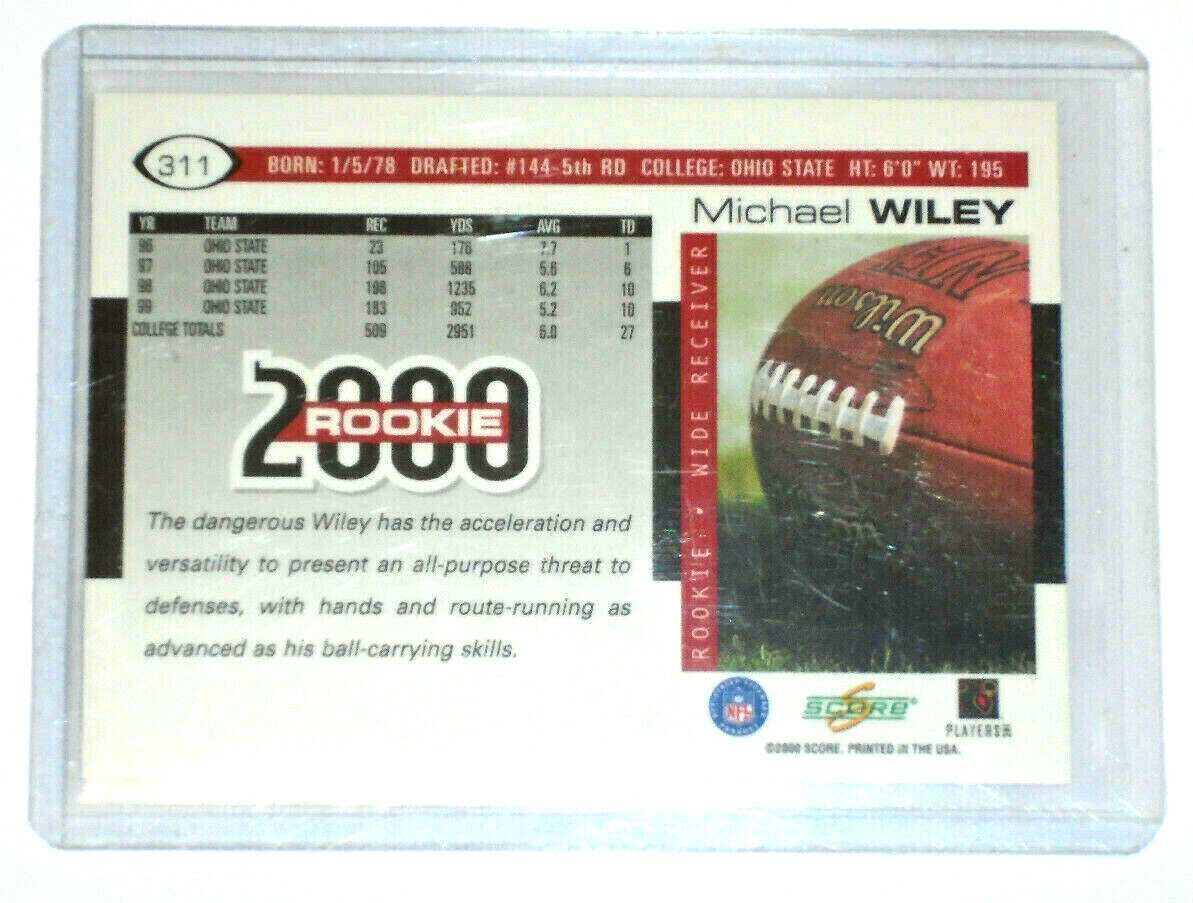 311 BORN: 1/5/78 DRAFTED: #144-5th RD COLLEGE: OHIO STATE HT: 6'0" WT: 195
Michael WILEY
YR TEAM REC YDS AVG TD
96 OHIO STATE 23 176 7.7 1
97 OHIO STATE 105 588 5.6 6
98 OHIO STATE 198 1235 6.2 10
99 OHIO STATE 183 952 5.2 10
COLLEGE TOTALS 509 2951 6.0 27
2000
ROOKIE
The dangerous Wiley has the acceleration and
versatility to present an all-purpose threat to
defenses, with hands and route-running as
advanced as his ball-carrying skills.
ROOKIE • WIDE RECEIVER
Wilson
NFL
SCORE®
PLAYERS INC
©2000 SCORE. PRINTED IN THE USA.